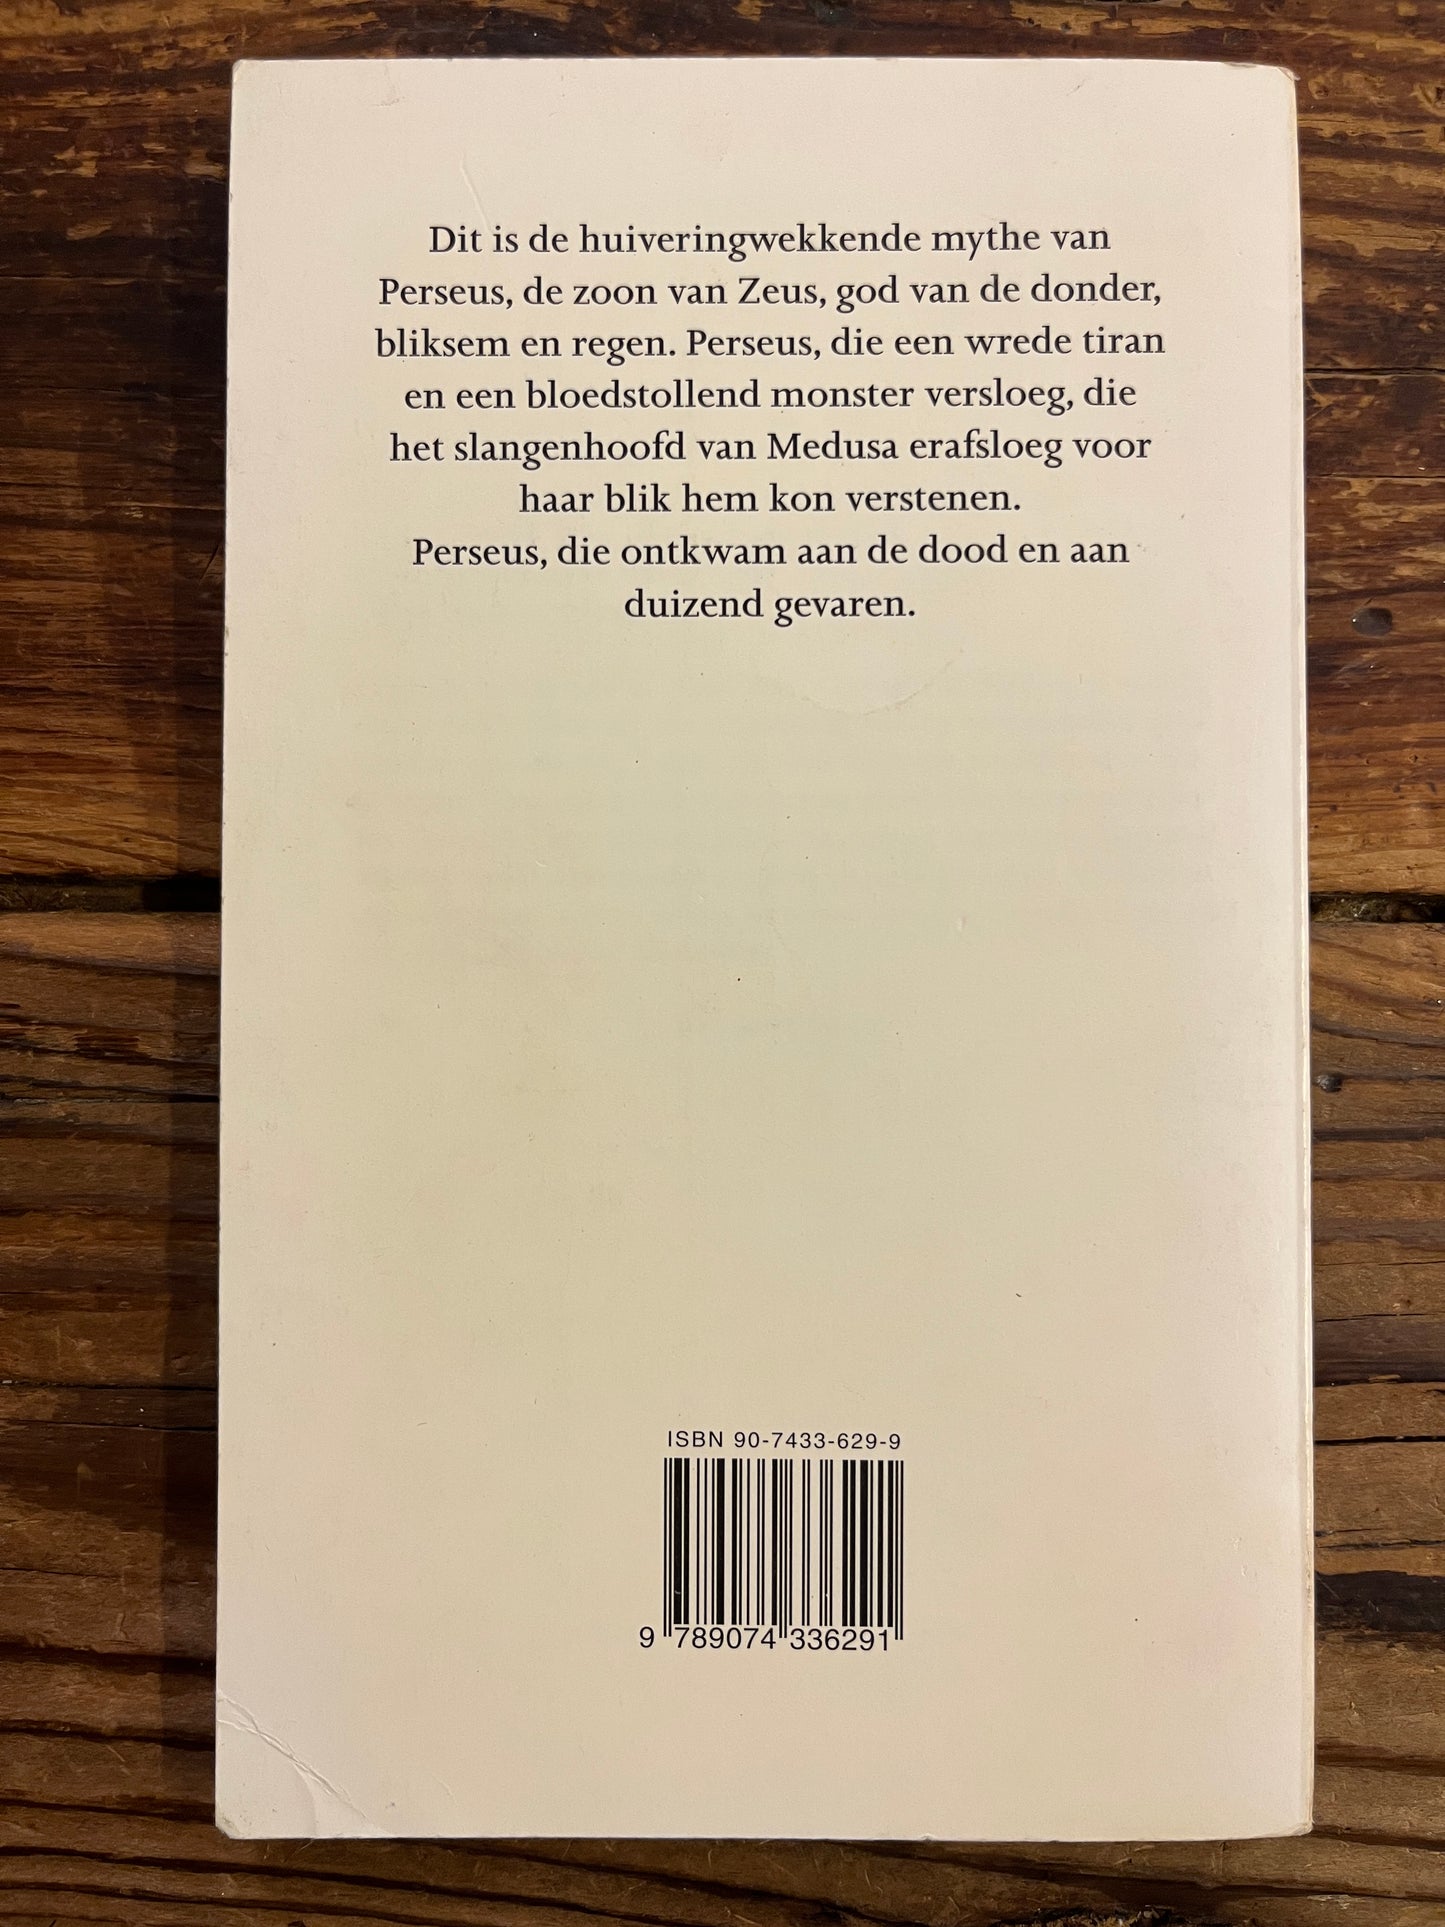 Dit is de huiveringwekkende mythe van
Perseus, de zoon van Zeus, god van de donder,
bliksem en regen. Perseus, die een wrede tiran
en een bloedstollend monster versloeg, die
het slangenhoofd van Medusa erafsloeg voor
haar blik hem kon verstenen.
Perseus, die ontkwam aan de dood en aan
duizend gevaren.
ISBN 90-7433-629-9
9 789074 336291